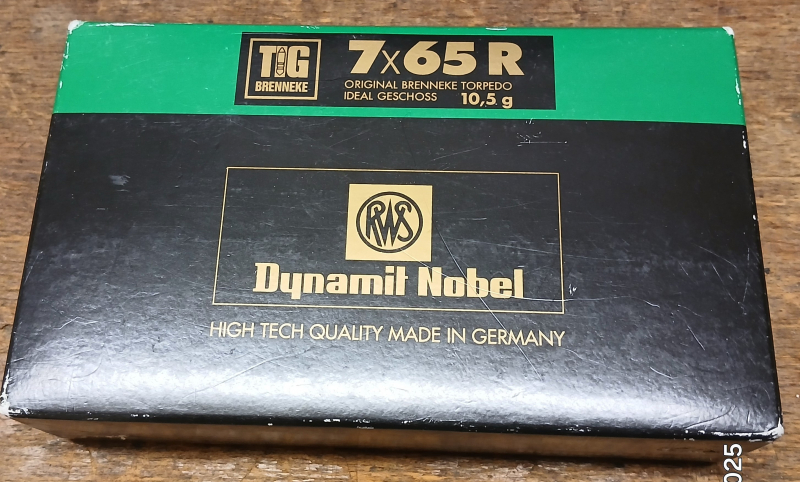 TIG
BRENNEKE
7x65 R
ORIGINAL BRENNEKE TORPEDO
IDEAL GESCHOSS 10,5 g
RWS
Dynamit Nobel
HIGH TECH QUALITY MADE IN GERMANY
025